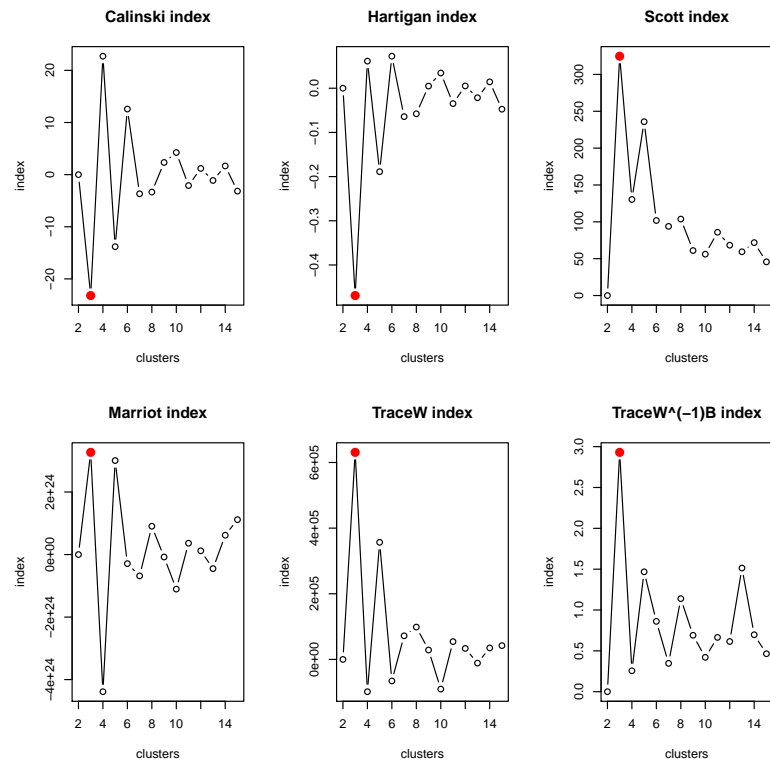 Calinski index
Hartigan index
Scott index
20
10
0
−10
−20
index
2 4 6 8 10 14
clusters
0.0
−0.1
−0.2
−0.3
−0.4
index
2 4 6 8 10 14
clusters
300
250
200
150
100
50
0
index
2 4 6 8 10 14
clusters
Marriot index
TraceW index
TraceW^(−1)B index
2e+24
0e+00
−2e+24
−4e+24
index
2 4 6 8 10 14
clusters
6e+05
4e+05
2e+05
0e+00
index
2 4 6 8 10 14
clusters
3.0
2.5
2.0
1.5
1.0
0.5
0.0
index
2 4 6 8 10 14
clusters